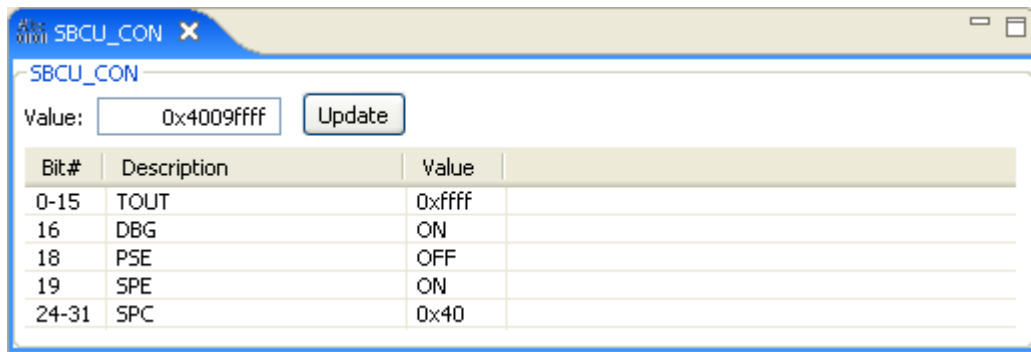 SBCU_CON
SBCU_CON
Value: 0x4009ffff Update
Bit# Description Value
0-15 TOUT 0xffff
16 DBG ON
18 PSE OFF
19 SPE ON
24-31 SPC 0x40